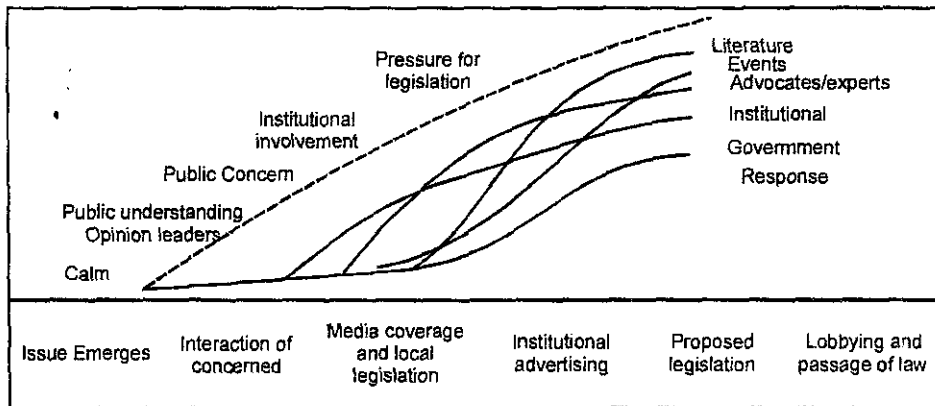 Pressure for
legislation
Institutional
involvement
Public Concern
Public understanding
Opinion leaders
Calm
Literature
Events
Advocates/experts
Institutional
Government
Response
Issue Emerges
Interaction of
concerned
Media coverage
and local
legislation
Institutional
advertising
Proposed
legislation
Lobbying and
passage of law